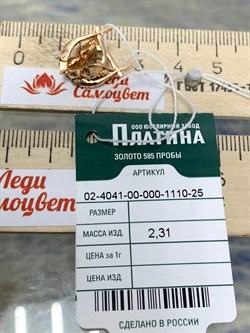 Леди
Самоцвет
ГОСТ 17435
ООО ЮВЕЛИРНЫЙ ЗАВОД
ПЛАТИНА
ЗОЛОТО 585 ПРОБЫ
АРТИКУЛ
02-4041-00-000-1110-25
РАЗМЕР
МАССА ИЗД. 2,31
ЦЕНА за 1г
ЦЕНА ИЗД.
СДЕЛАНО В РОССИИ
Леди
Самоцвет